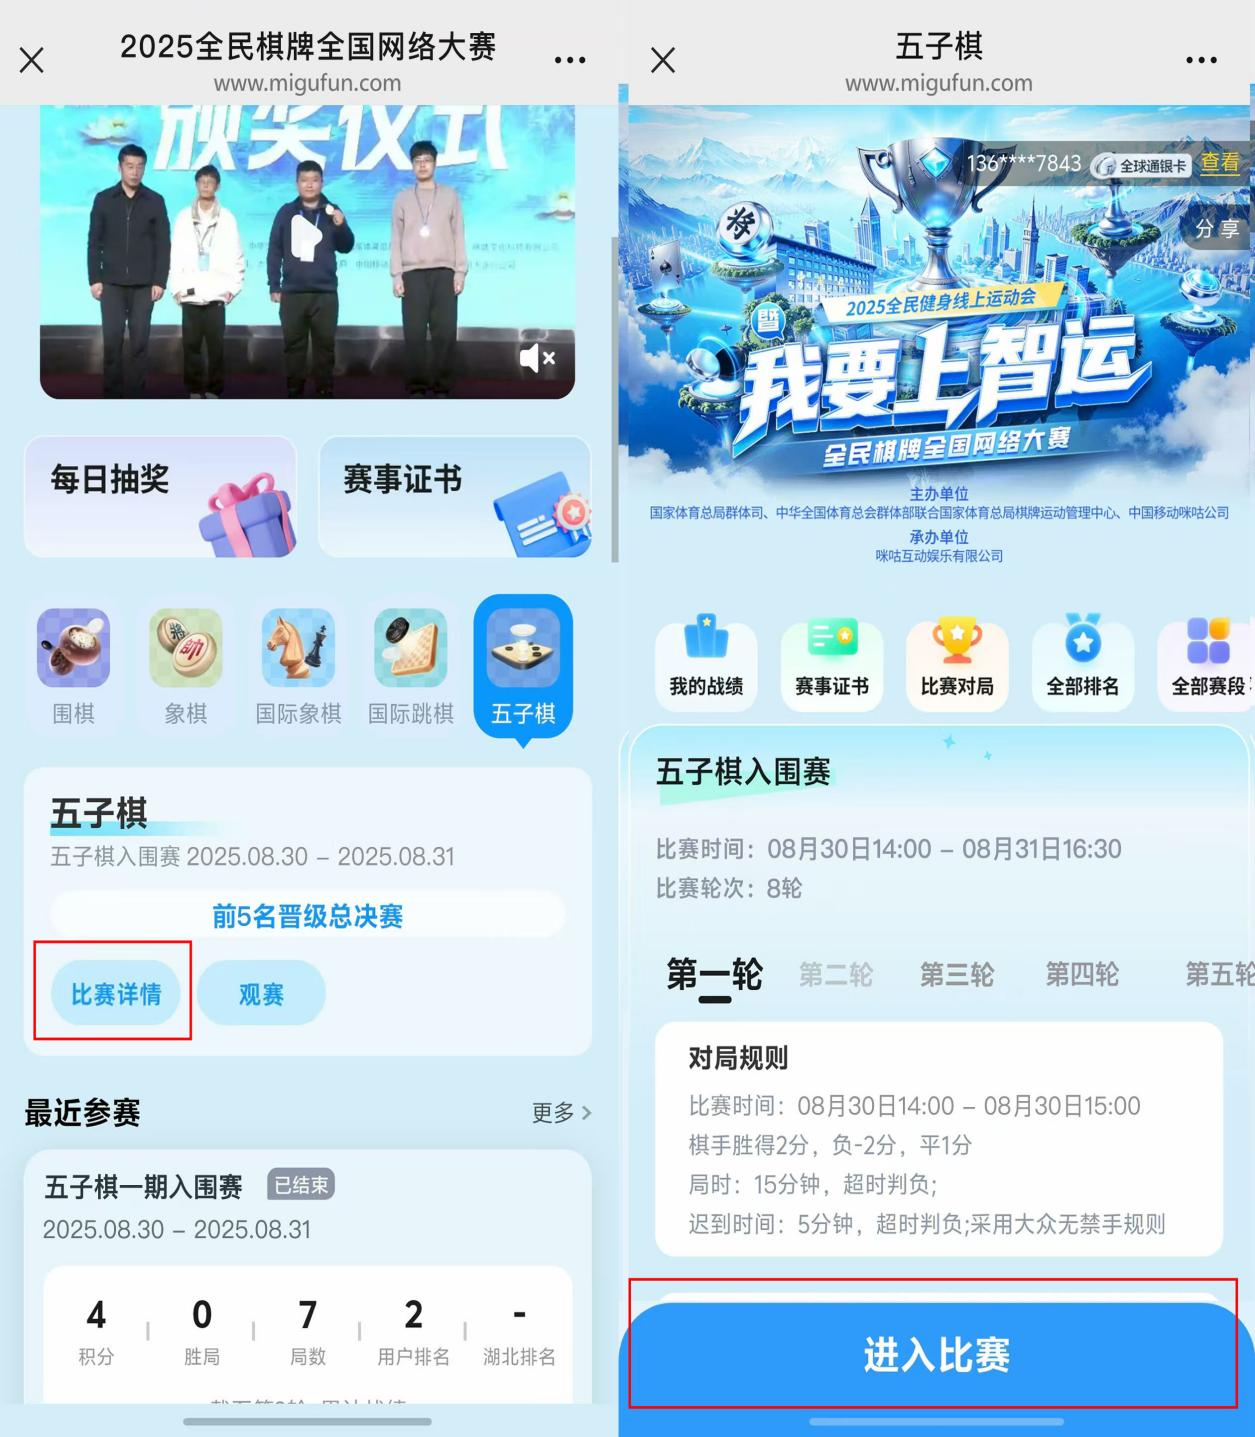 2025全民棋牌全国网络大赛
www.migufun.com
颁奖仪式
每日抽奖
赛事证书
围棋
象棋
国际象棋
国际跳棋
五子棋
五子棋
五子棋入围赛 2025.08.30 – 2025.08.31
前5名晋级总决赛
比赛详情
观赛
最近参赛
更多
五子棋一期入围赛
已结束
2025.08.30 – 2025.08.31
4
0
7
2
-
积分
胜局
局数
用户排名
湖北排名
五子棋
www.migufun.com
136****7843
全球通银卡
查看
分享
将
A
2025全民健身线上运动会
暨
我要上智运
全民棋牌全国网络大赛
主办单位
国家体育总局群体司、中华全国体育总会群体部联合国家体育总局棋牌运动管理中心、中国移动咪咕公司
承办单位
咪咕互动娱乐有限公司
我的战绩
赛事证书
比赛对局
全部排名
全部赛段
五子棋入围赛
比赛时间：08月30日14:00 – 08月31日16:30
比赛轮次：8轮
第一轮
第二轮
第三轮
第四轮
第五轮
对局规则
比赛时间：08月30日14:00 – 08月30日15:00
棋手胜得2分，负-2分，平1分
局时：15分钟，超时判负;
迟到时间：5分钟，超时判负;采用大众无禁手规则
进入比赛